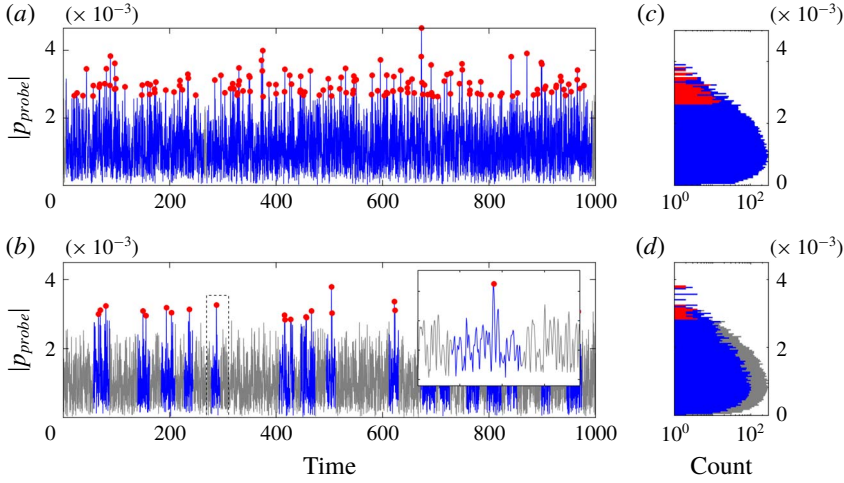 (a) (× 10⁻³) (c) (× 10⁻³)
4 4
|p_probe| 2 2
0 0
200 400 600 800 1000 10⁰ 10²
(b) (× 10⁻³) (d) (× 10⁻³)
4 4
|p_probe| 2 2
0 0
0 200 400 600 800 1000 10⁰ 10²
Time Count